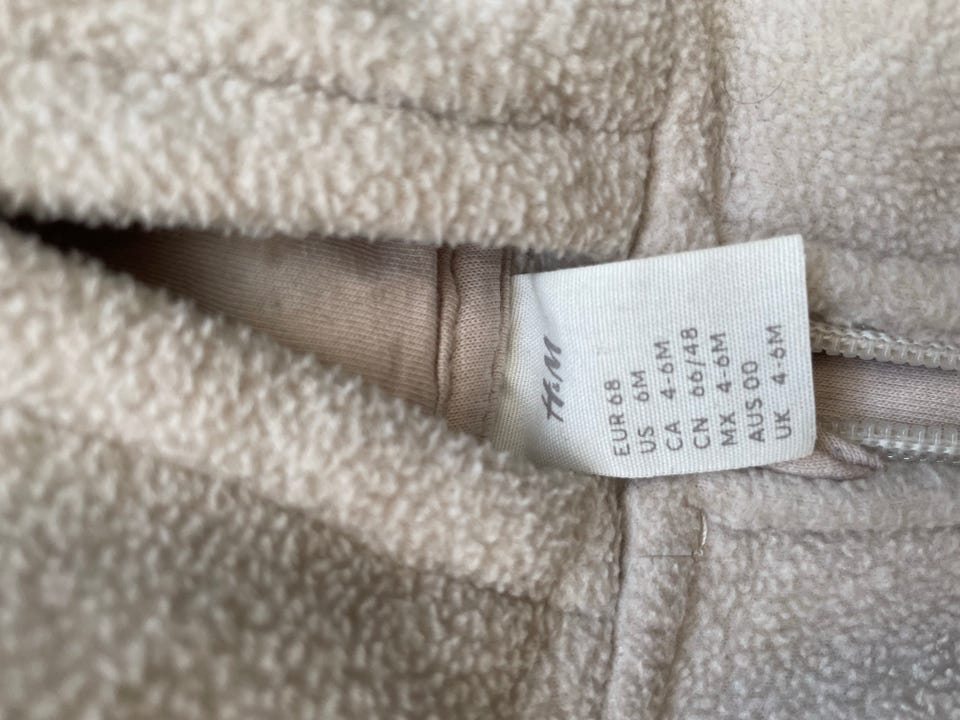 H&M
EUR 68
US 6M
CA 4-6M
CN 66/48
MX 4-6M
AUS 00
UK 4-6M